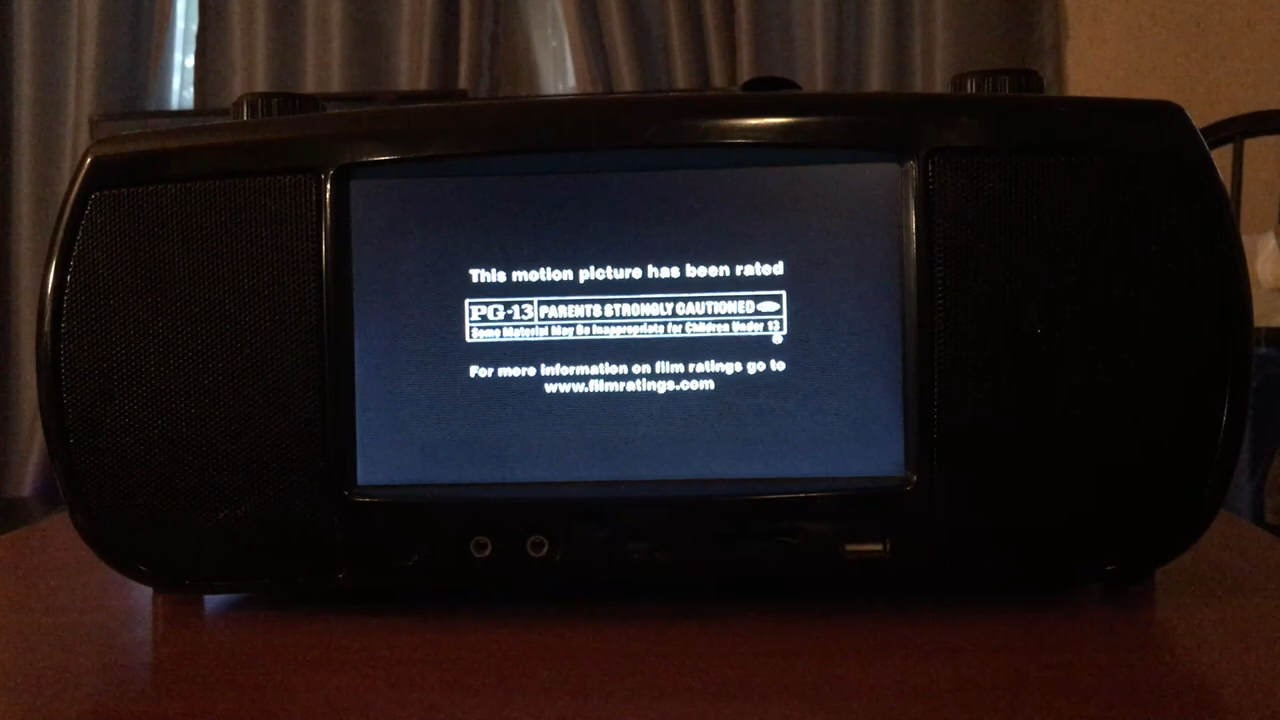 This motion picture has been rated
PG-13 PARENTS STRONGLY CAUTIONED
Some Material May Be Inappropriate for Children Under 13
®
For more information on film ratings go to
www.filmratings.com